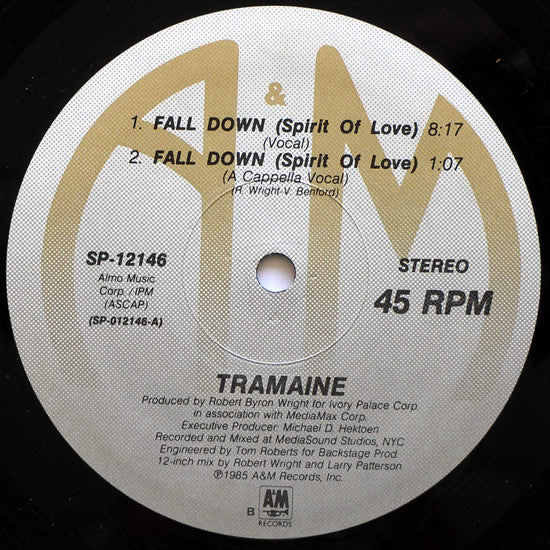 A & M
1. FALL DOWN (Spirit Of Love) 8:17
(Vocal)
2. FALL DOWN (Spirit Of Love) 1:07
(A Cappella Vocal)
(R. Wright-V. Benford)
SP-12146
Almo Music
Corp. / IPM
(ASCAP)
(SP-012146-A)
STEREO
45 RPM
TRAMAINE
Produced by Robert Byron Wright for Ivory Palace Corp.
in association with MediaMax Corp.
Executive Producer: Michael D. Hektoen
Recorded and Mixed at MediaSound Studios, NYC
Engineered by Tom Roberts for Backstage Prod.
12-inch mix by Robert Wright and Larry Patterson
℗1985 A&M Records, Inc.
B
A&M
RECORDS